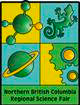 Northern British Columbia
Regional Science Fair